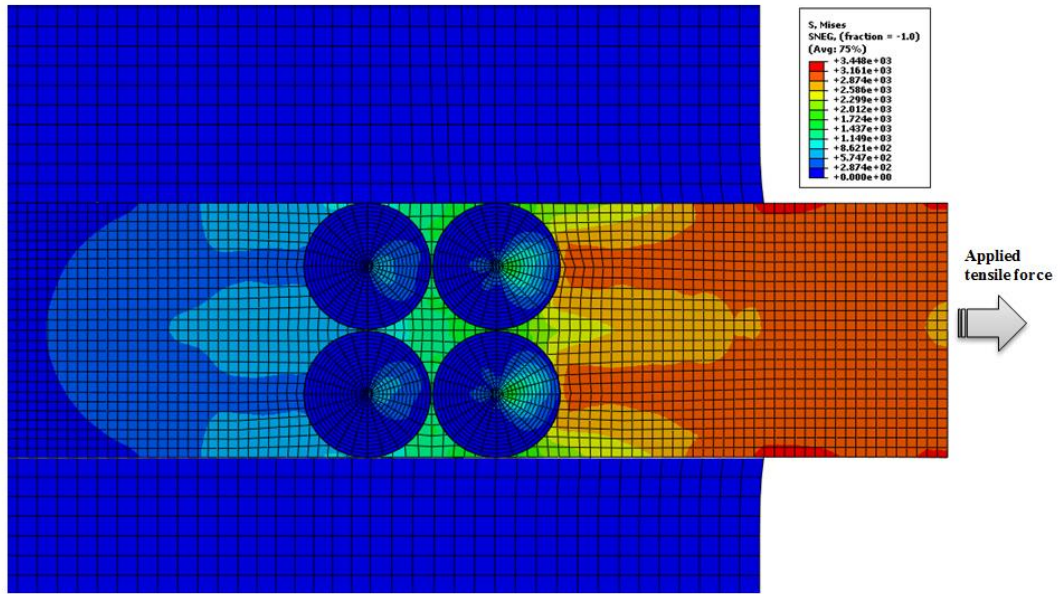 S, Mises
SNEG, (fraction = -1.0)
(Avg: 75%)
+3.448e+03
+3.161e+03
+2.874e+03
+2.586e+03
+2.299e+03
+2.012e+03
+1.724e+03
+1.437e+03
+1.149e+03
+8.621e+02
+5.747e+02
+2.874e+02
+0.000e+00
Applied
tensile force